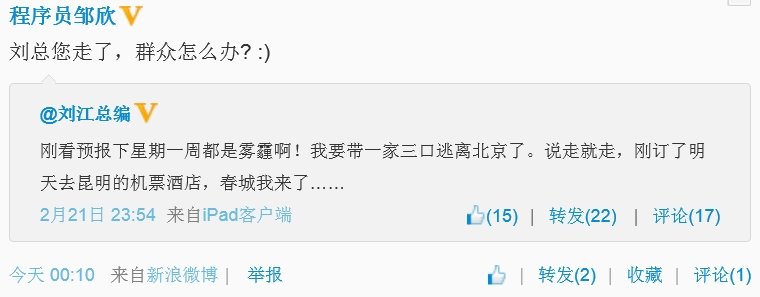 程序员邹欣
刘总您走了，群众怎么办? :)
@刘江总编
刚看预报下星期一周都是雾霾啊！我要带一家三口逃离北京了。说走就走，刚订了明
天去昆明的机票酒店，春城我来了......
2月21日 23:54 来自iPad客户端 (15) | 转发(22) | 评论(17)
今天 00:10 来自新浪微博 | 举报 | 转发(2) | 收藏 | 评论(1)